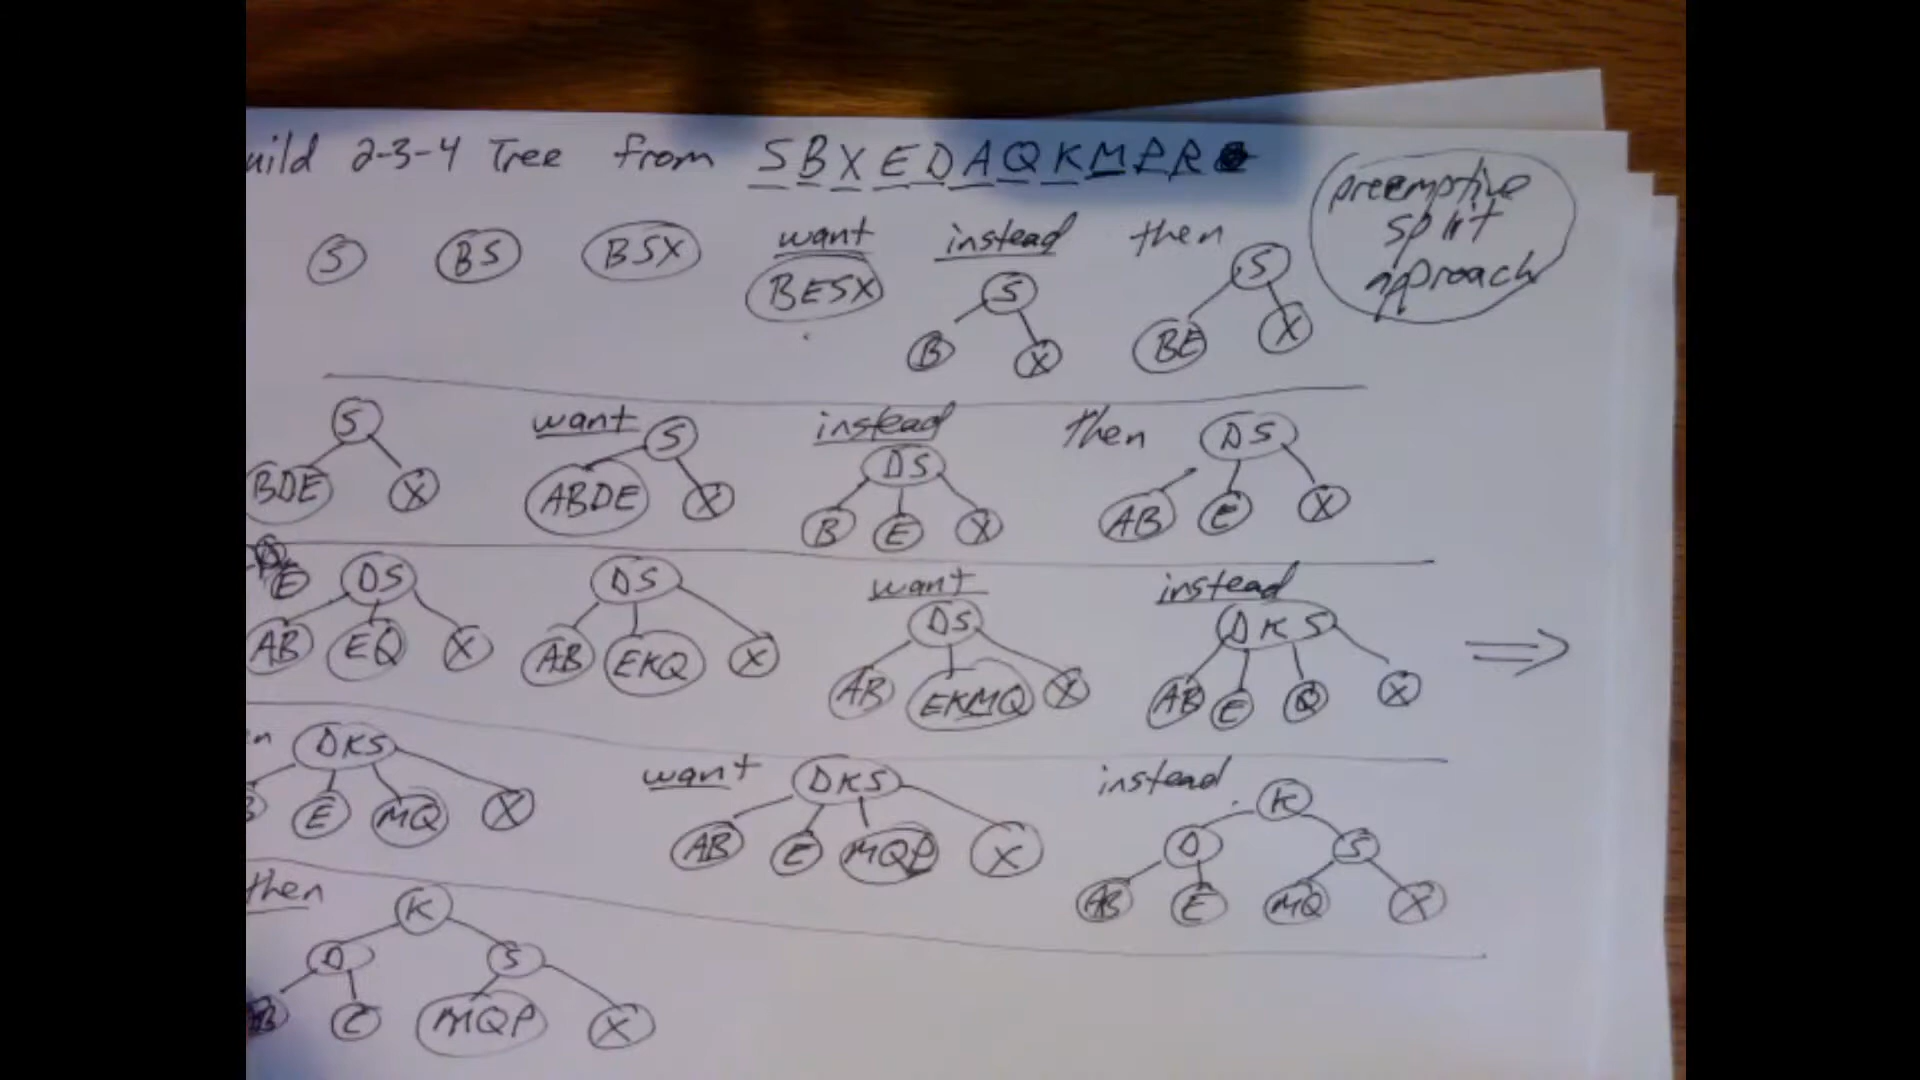 uild 2-3-4 Tree from S B X E D A Q K M P R
preemptive
split
approach
S BS BSX want instead then
BESX S S
B X BE X
S want S instead then DS
BDE X ABDE X DS AB E X
B E X
E DS DS want instead
AB EQ X AB EKQ X DS DKS ⇒
AB EKMQ X AB E Q X
n DKS want DKS instead K
B E MQ X AB E MQP X D S
AB E MQ X
then K
D S
B E MQP X